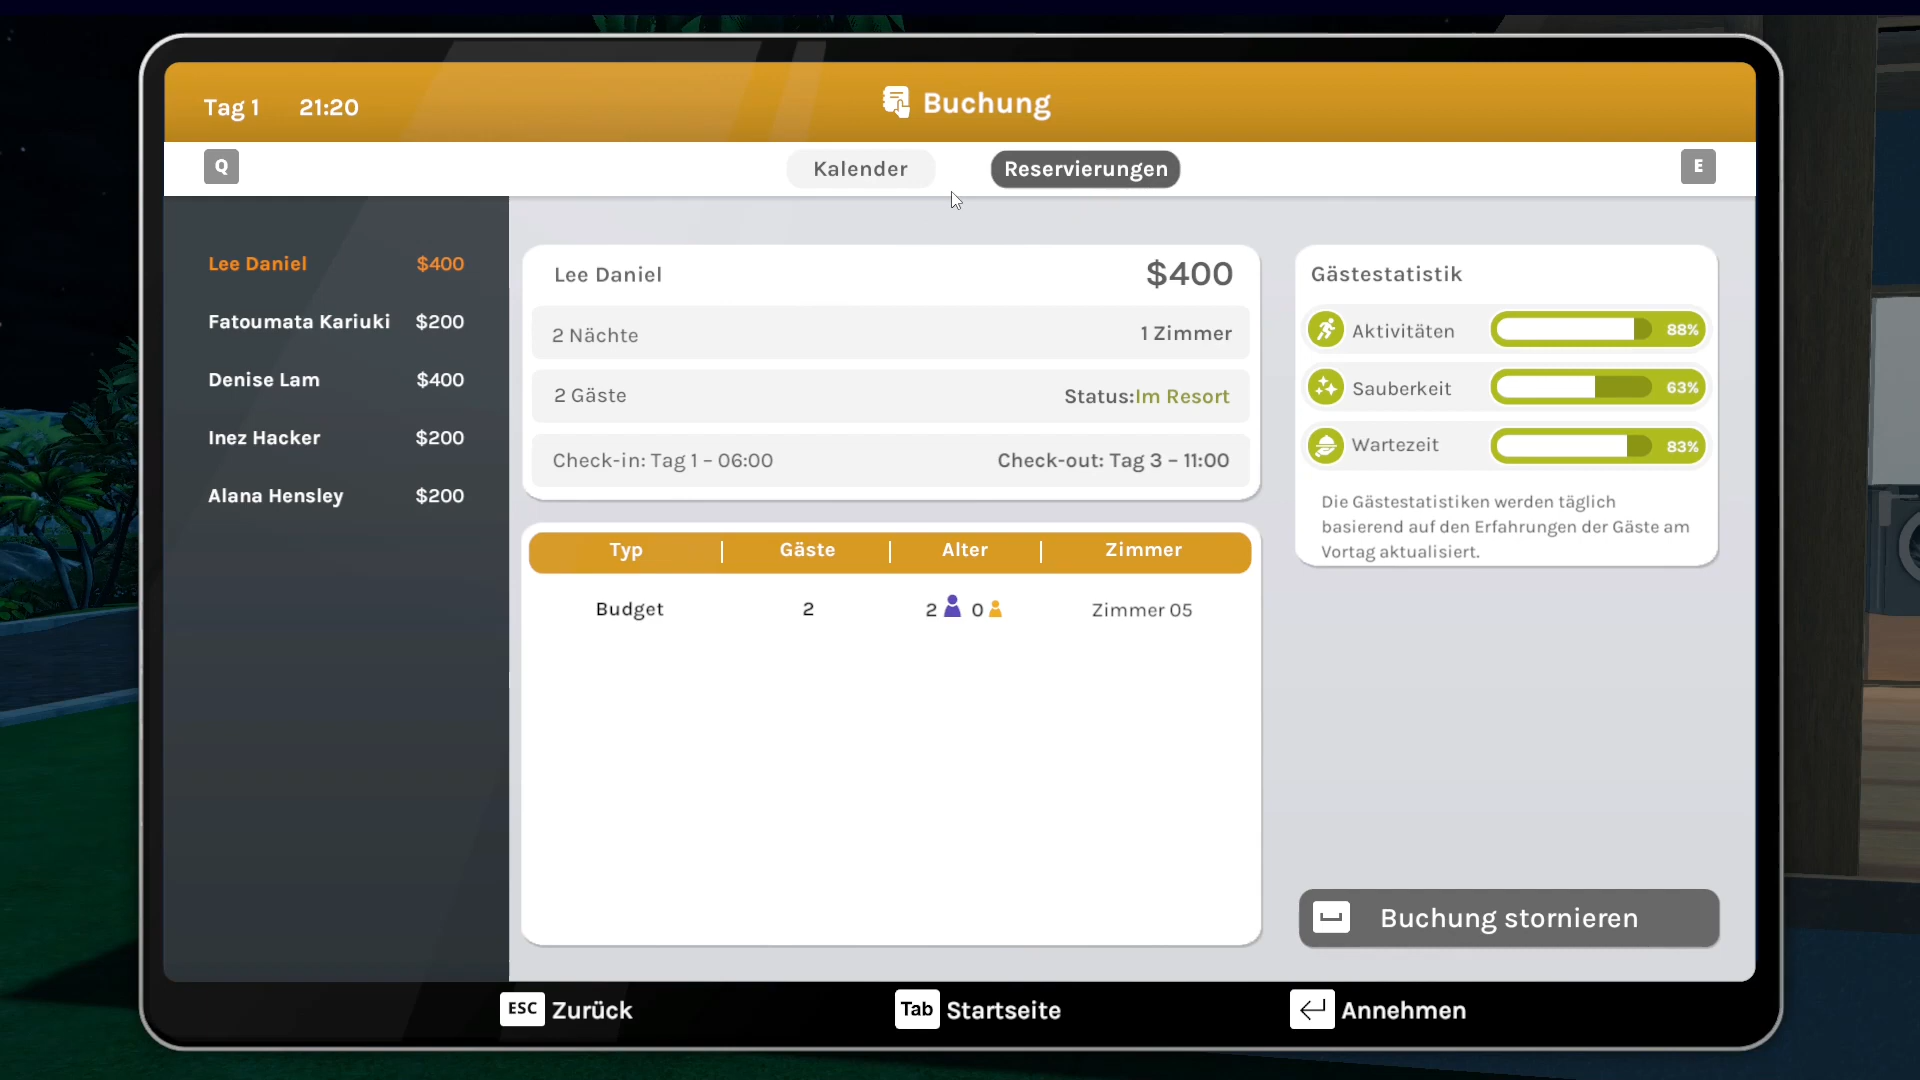 Tag 1 21:20
Buchung
Q
Kalender
Reservierungen
E
Lee Daniel $400
Fatoumata Kariuki $200
Denise Lam $400
Inez Hacker $200
Alana Hensley $200
Lee Daniel $400
2 Nächte 1 Zimmer
2 Gäste Status:Im Resort
Check-in: Tag 1 – 06:00 Check-out: Tag 3 – 11:00
Typ Gäste Alter Zimmer
Budget 2 2 0 Zimmer 05
Gästestatistik
Aktivitäten 88%
Sauberkeit 63%
Wartezeit 83%
Die Gästestatistiken werden täglich
basierend auf den Erfahrungen der Gäste am
Vortag aktualisiert.
Buchung stornieren
ESC Zurück
Tab Startseite
Annehmen